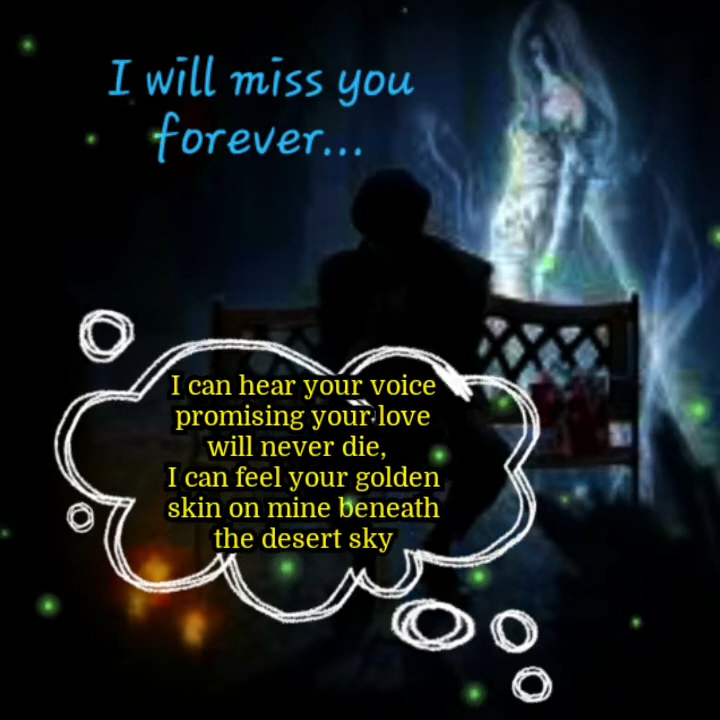 I will miss you
forever...
I can hear your voice
promising your love
will never die,
I can feel your golden
skin on mine beneath
the desert sky